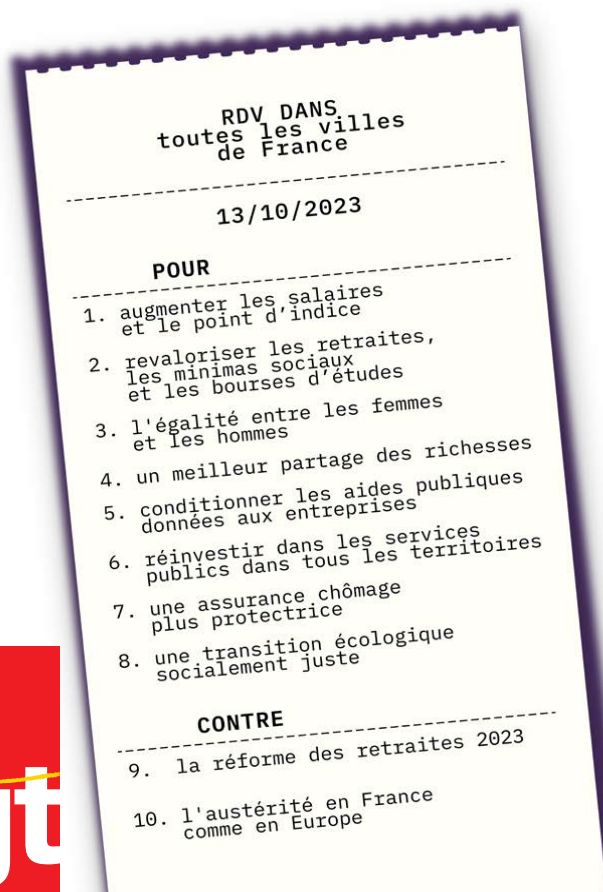 RDV DANS
toutes les villes
de France
13/10/2023
POUR
1. augmenter les salaires
et le point d’indice
2. revaloriser les retraites,
les minimas sociaux
et les bourses d’études
3. l'égalité entre les femmes
et les hommes
4. un meilleur partage des richesses
5. conditionner les aides publiques
données aux entreprises
6. réinvestir dans les services
publics dans tous les territoires
7. une assurance chômage
plus protectrice
8. une transition écologique
socialement juste
CONTRE
9. la réforme des retraites 2023
10. l'austérité en France
comme en Europe